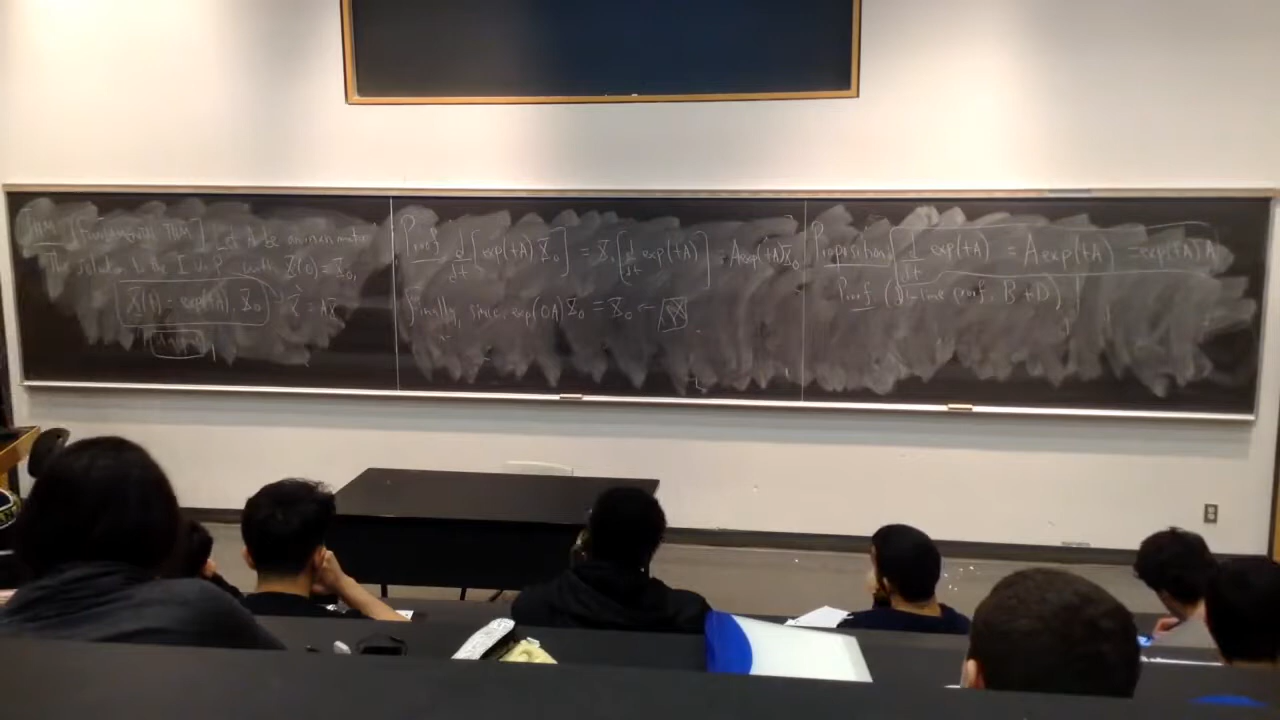 THM [Fundamental THM] Let A be an n×n matrix
The solution to the I.V.P with X(0) = X₀,
X(t) = exp(tA) X₀ Ẋ = AX
Proof d/dt [exp(tA) X₀] = X₀ [d/dt exp(tA)] = A exp(tA) X₀
Finally, since exp(0A) X₀ = X₀
Proposition d/dt exp(tA) = A exp(tA) = exp(tA) A
Proof